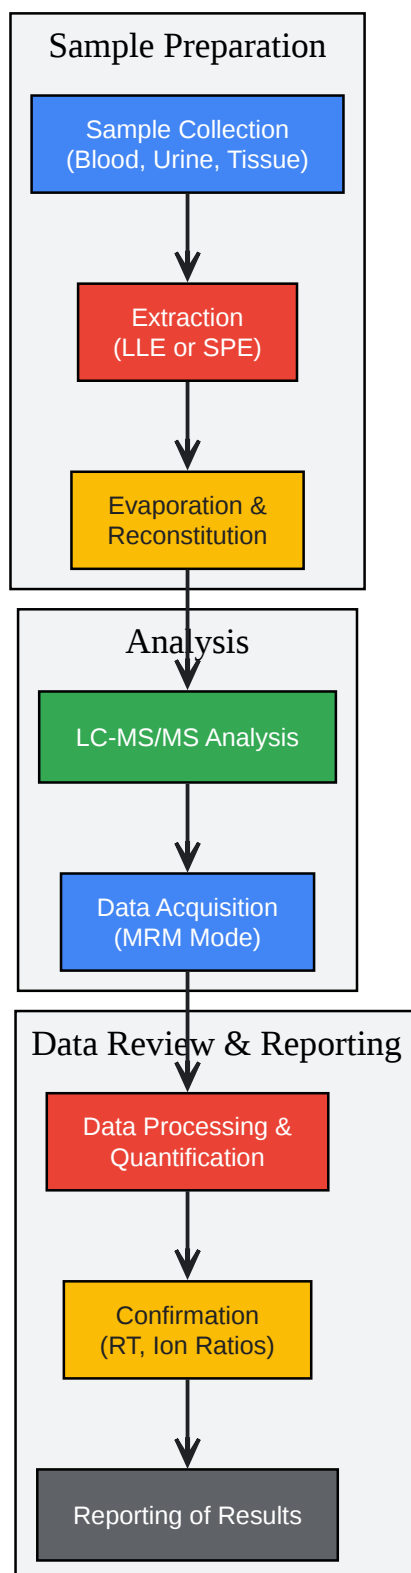 Sample Preparation
Sample Collection
(Blood, Urine, Tissue)
Extraction
(LLE or SPE)
Evaporation &
Reconstitution
Analysis
LC-MS/MS Analysis
Data Acquisition
(MRM Mode)
Data Review & Reporting
Data Processing &
Quantification
Confirmation
(RT, Ion Ratios)
Reporting of Results